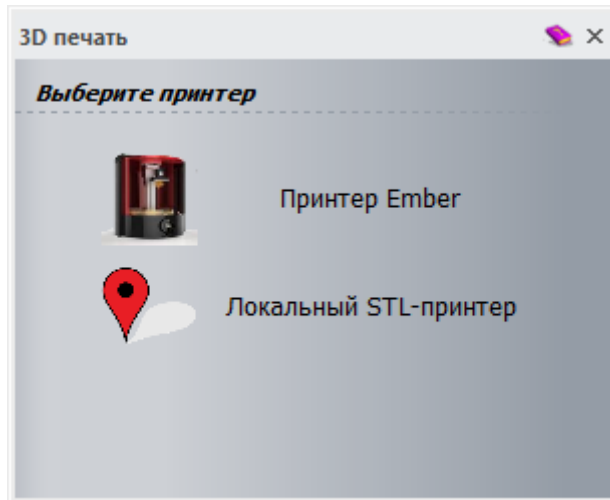 3D печать
Выберите принтер
Принтер Ember
Локальный STL-принтер